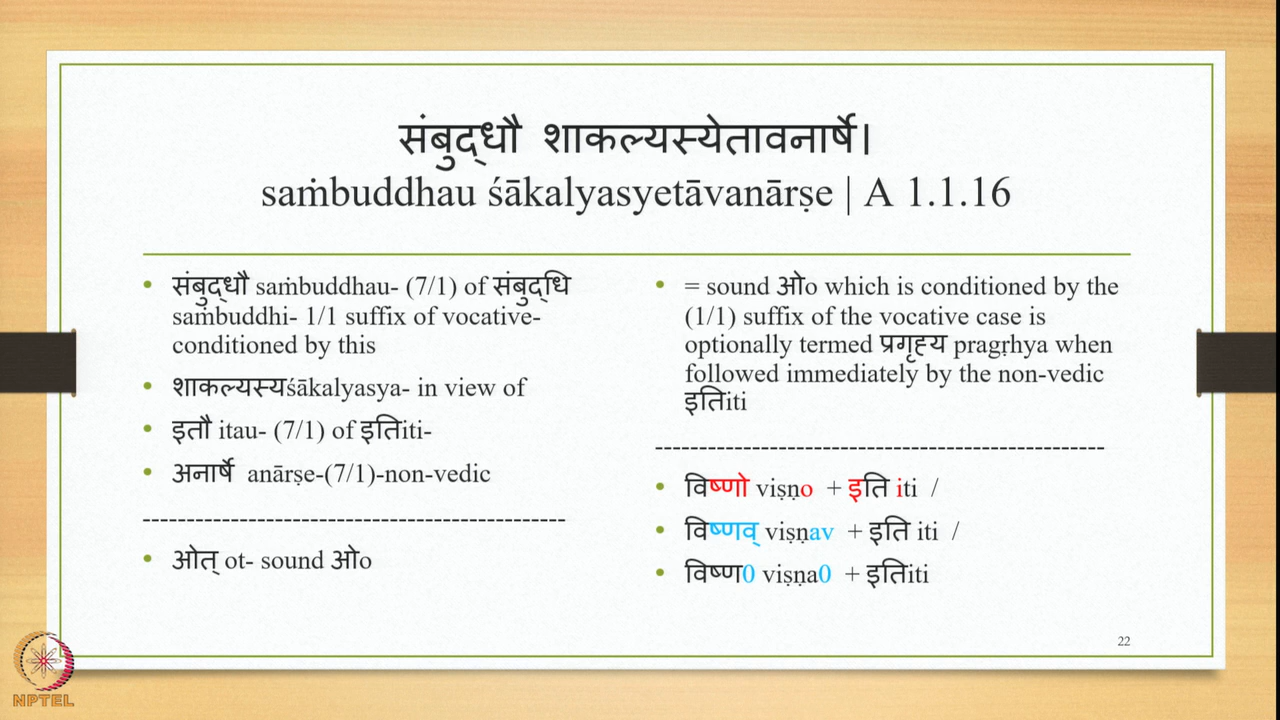 संबुद्धौ शाकल्यस्येतावनार्षे।
saṁbuddhau śākalyasyetāvanārṣe | A 1.1.16
• संबुद्धौ saṁbuddhau- (7/1) of संबुद्धि
saṁbuddhi- 1/1 suffix of vocative-
conditioned by this
• शाकल्यस्यśākalyasya- in view of
• इतौ itau- (7/1) of इतिiti-
• अनार्षे anārṣe-(7/1)-non-vedic
------------------------------------------------
• ओत् ot- sound ओo
• = sound ओo which is conditioned by the
(1/1) suffix of the vocative case is
optionally termed प्रगृह्य pragṛhya when
followed immediately by the non-vedic
इतिiti
---------------------------------------------------
• विष्णो viṣṇo + इति iti /
• विष्णव् viṣṇav + इति iti /
• विष्ण0 viṣṇa0 + इतिiti
22
NPTEL